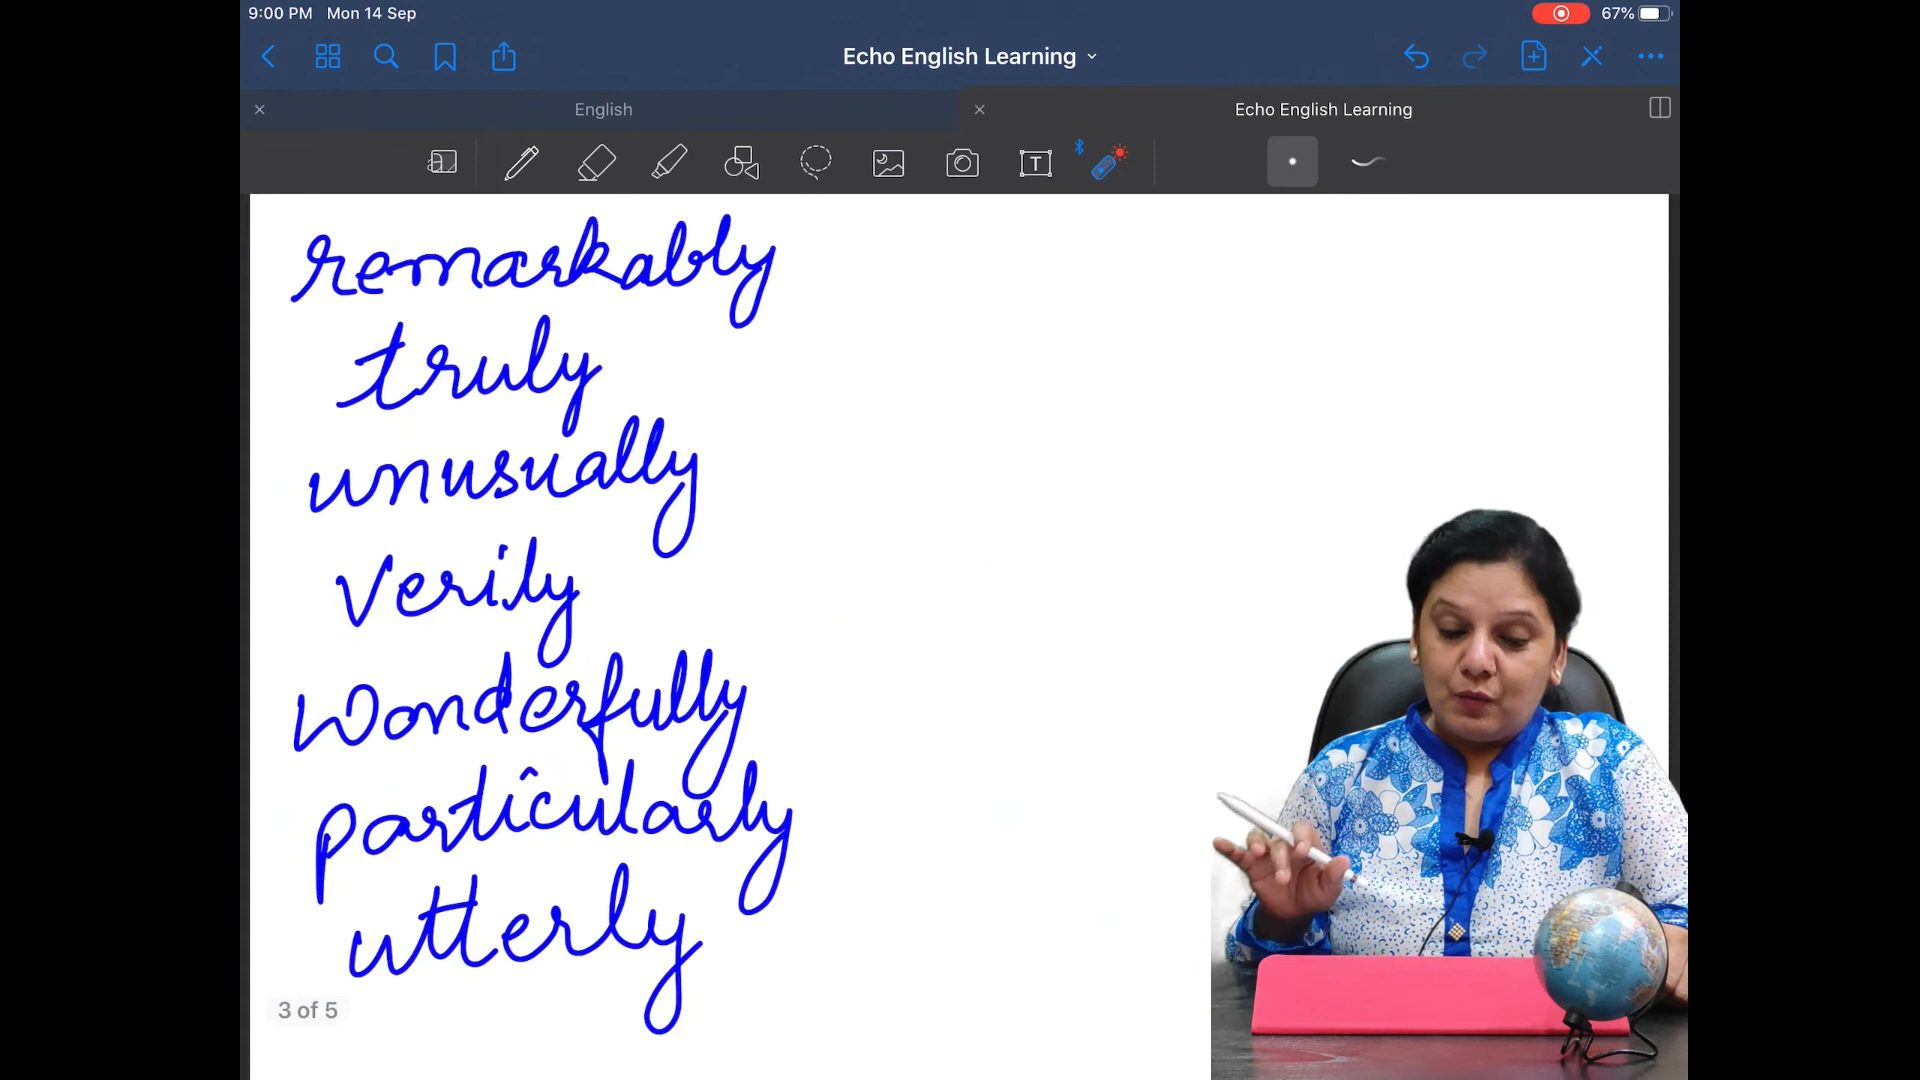 9:00 PM Mon 14 Sep
67%
Echo English Learning
English
Echo English Learning
T
remarkably
truly
unusually
verily
wonderfully
particularly
utterly
3 of 5